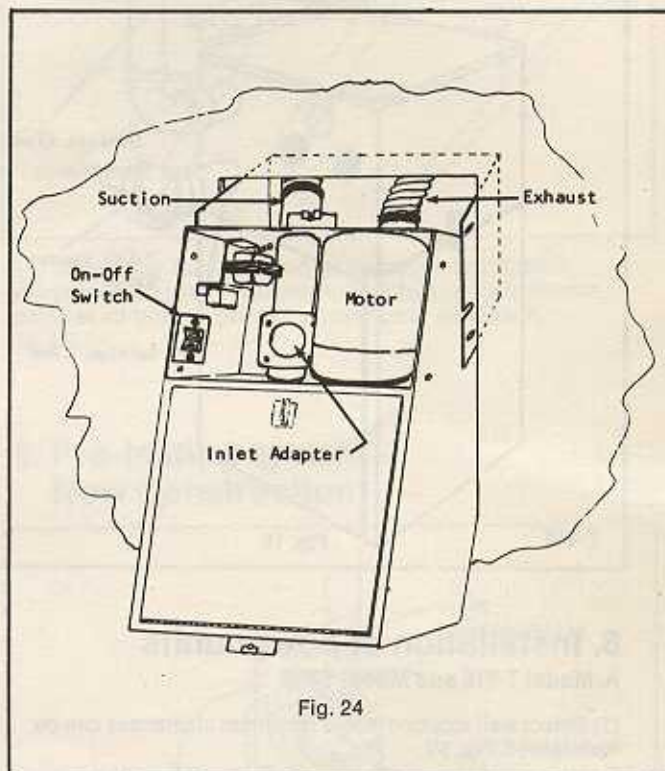 Suction
Exhaust
On-Off
Switch
Motor
Inlet Adapter
Fig. 24